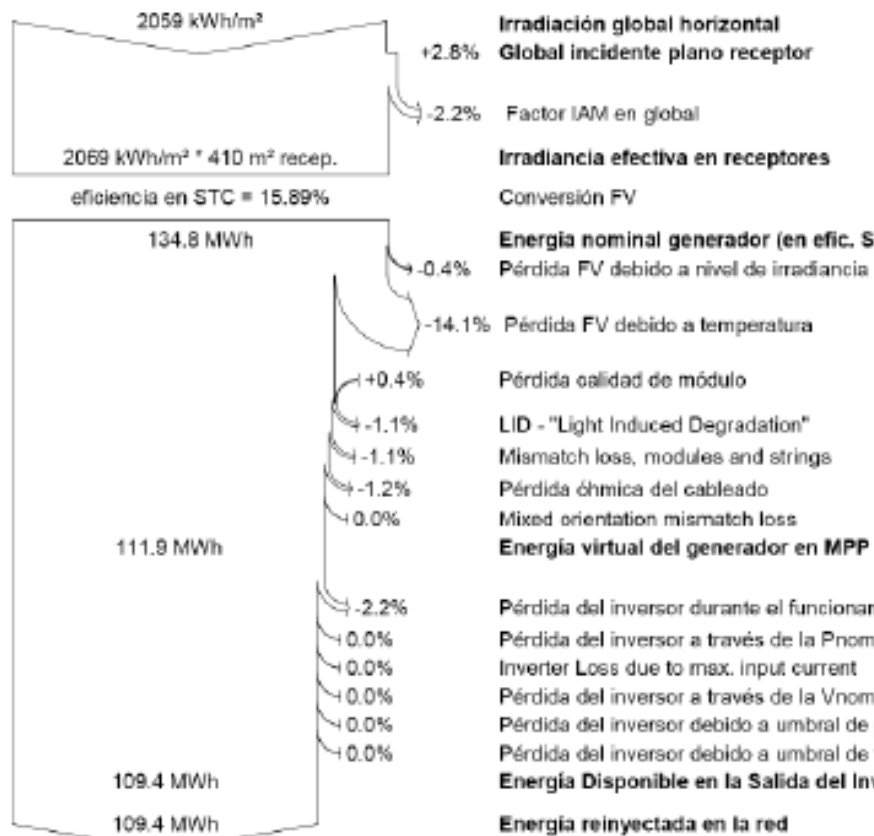 2059 kWh/m² Irradiación global horizontal
+2.8% Global incidente plano receptor
-2.2% Factor IAM en global
2069 kWh/m² * 410 m² recep. Irradiancia efectiva en receptores
eficiencia en STC = 15.89% Conversión FV
134.8 MWh Energía nominal generador (en efic. S
-0.4% Pérdida FV debido a nivel de irradiancia
-14.1% Pérdida FV debido a temperatura
+0.4% Pérdida calidad de módulo
-1.1% LID - "Light Induced Degradation"
-1.1% Mismatch loss, modules and strings
-1.2% Pérdida óhmica del cableado
0.0% Mixed orientation mismatch loss
111.9 MWh Energía virtual del generador en MPP
-2.2% Pérdida del inversor durante el funcionar
0.0% Pérdida del inversor a través de la Pnom
0.0% Inverter Loss due to max. input current
0.0% Pérdida del inversor a través de la Vnom
0.0% Pérdida del inversor debido a umbral de
0.0% Pérdida del inversor debido a umbral de
109.4 MWh Energía Disponible en la Salida del Inv
109.4 MWh Energía reinyectada en la red